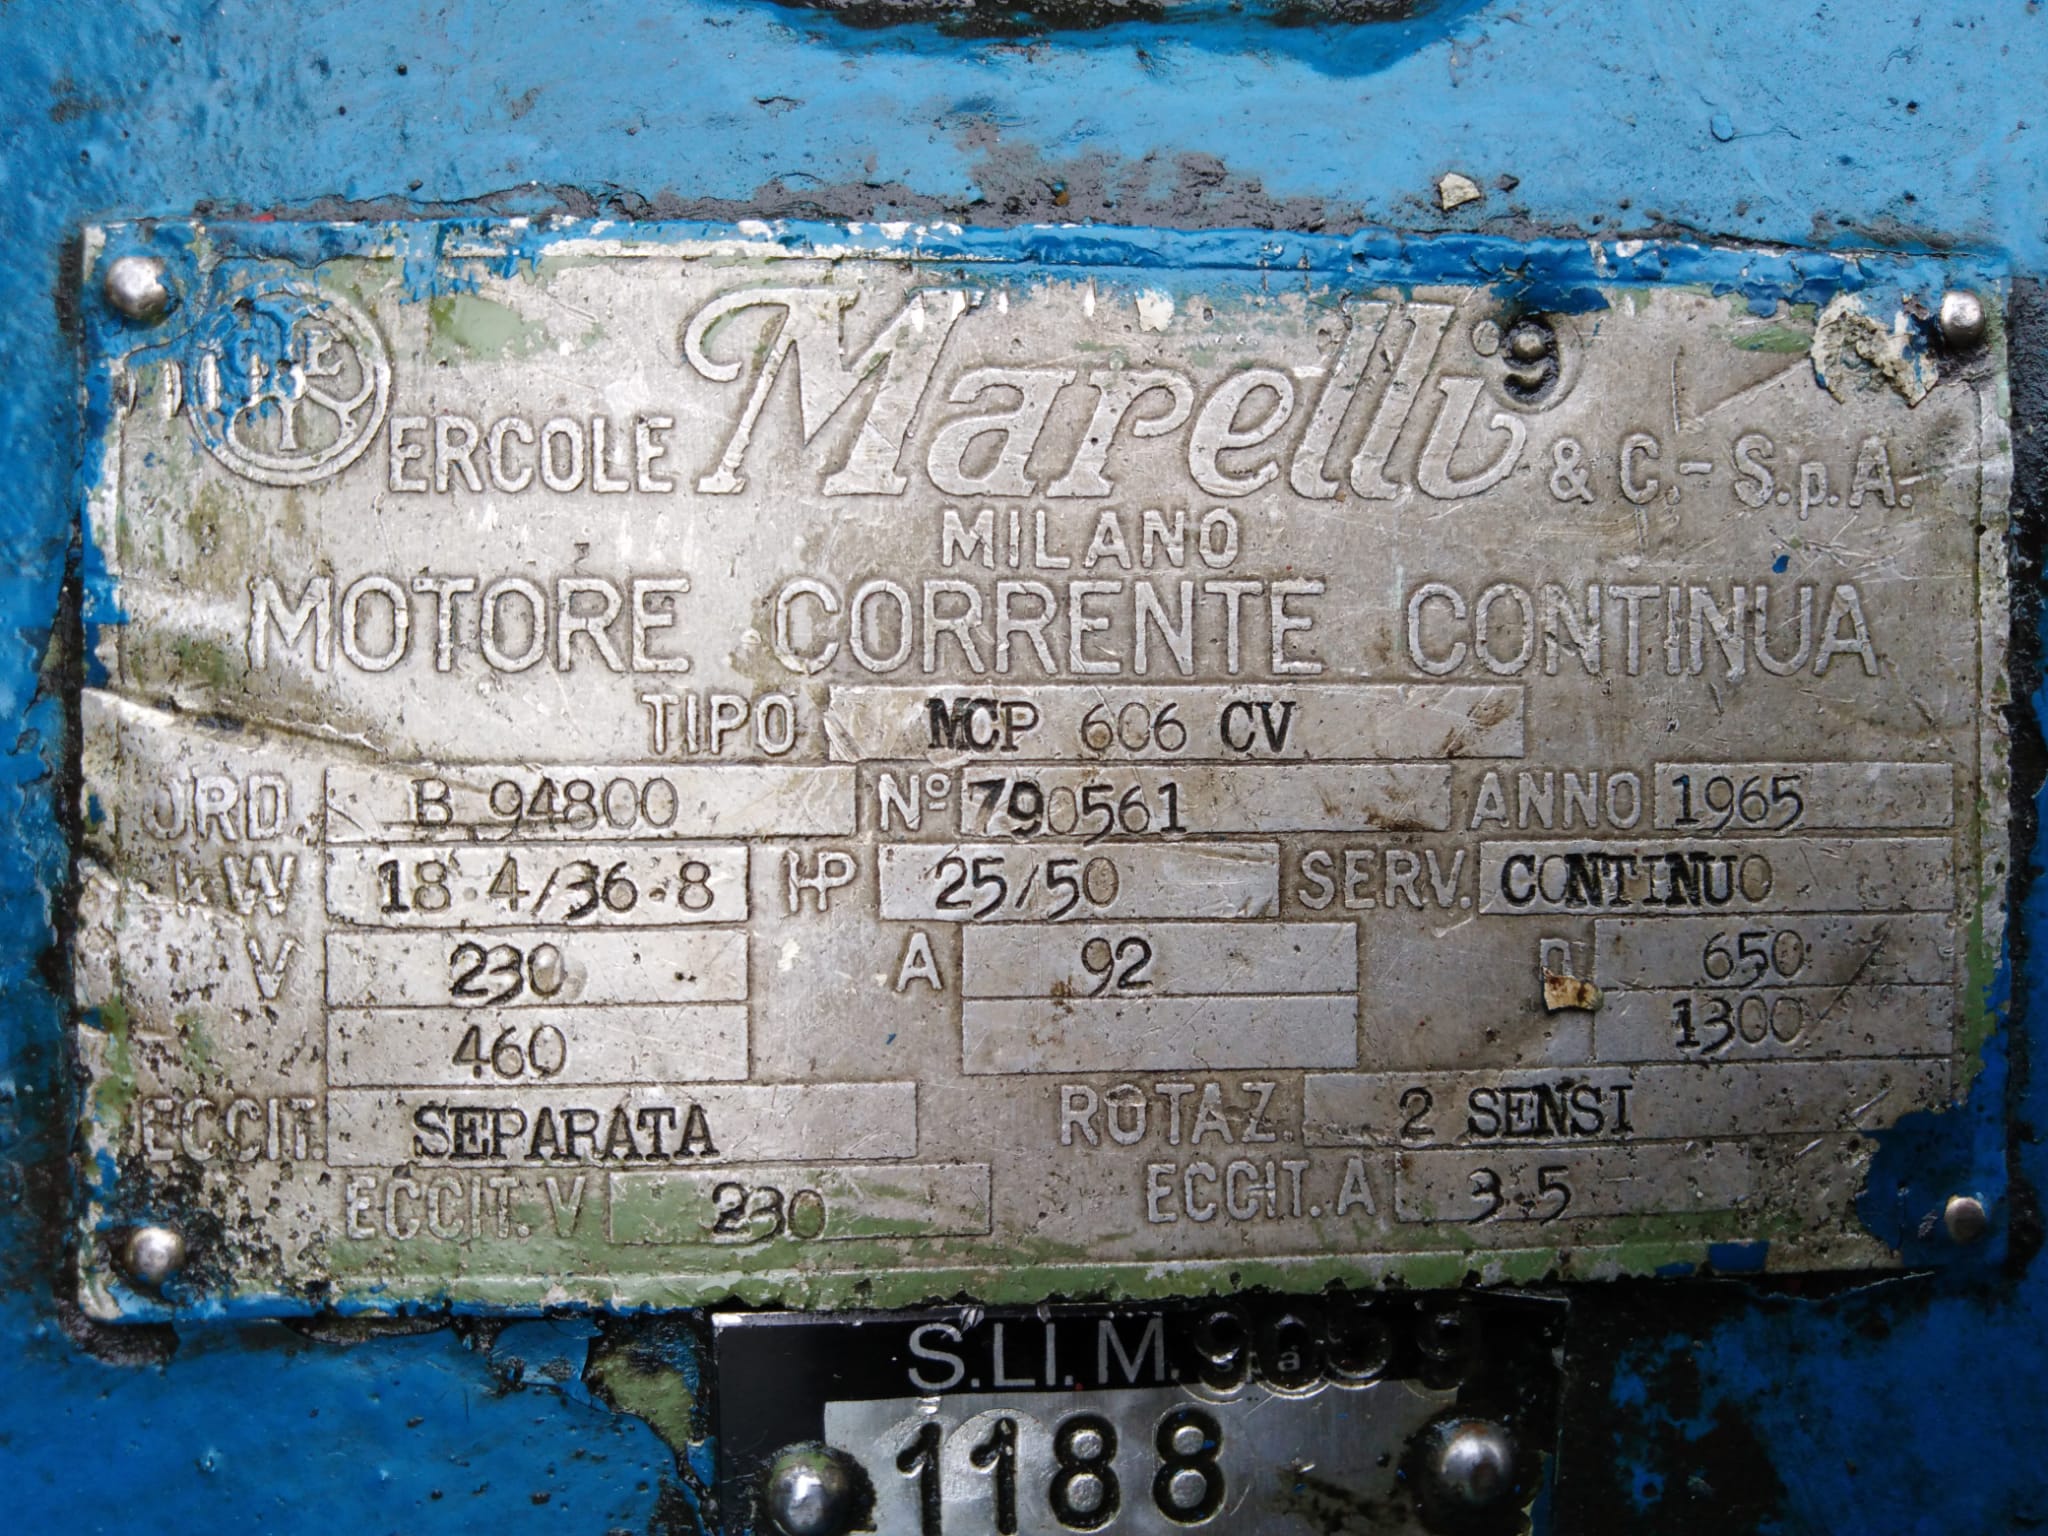 ERCOLE Marelli & C.- S.p.A.
MILANO
MOTORE CORRENTE CONTINUA
TIPO MCP 606 CV
ORD. B 94800 Nº 790561 ANNO 1965
kW 18.4/36.8 HP 25/50 SERV. CONTINUO
V 230 A 92 n 650
460 1300
ECCIT. SEPARATA ROTAZ. 2 SENSI
ECCIT. V 230 ECCIT. A 3.5
S.LI.M. spa
1188